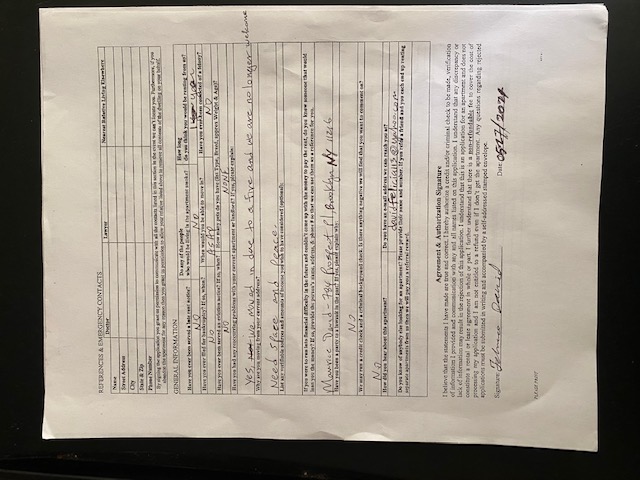 REFERENCES & EMERGENCY CONTACTS
Doctor Lawyer Nearest Relative Living Elsewhere
Name
Street Address
City
State & Zip
Phone Number
By signing the application you grant us permission to communicate with all the contacts listed in this section in the event we can't locate you. Furthermore, if you
abandon the apartment for any reason then you grant us permission to allow your relative listed above to remove all contents of the dwelling on your behalf.
GENERAL INFORMATION
Have you ever been served a late rent notice? Do any of the people who would be living in the apartment smoke? How long do you think you would be renting from us?
NO NO 1 year
Have you ever filed for bankruptcy? If so, when? When would you be able to move in? Have you ever been convicted of a felony?
NO ASAP NO
Have you ever been served an eviction notice? If so, when? How many pets do you have (list Type, Breed, approx Weight & Age)?
NO NONE
Have you had any reoccurring problems with your current apartment or landlord? If yes, please explain:
Yes, we moved in due to a fire and we are no longer welcome
Why are you moving from your current address?
Need Space and Peace.
List any verifiable sources and amounts of income you wish to have considered (optional):
If you were to run into financial difficulty in the future and couldn't come up with the money to pay the rent, do you know someone that would
loan you the money? If so, provide the person's name, address, & phone # so that we can use them as a reference for you.
Maurice David - 784 Prospect Pl, Brooklyn NY 11216
Have you been a party to a lawsuit in the past? If yes, please explain why:
NO
We may run a credit check and a criminal background check. Is there anything negative we will find that you want to comment on?
NO
How did you hear about this apartment? Do you have an e-mail address we can reach you at?
davidfelician3@yahoo.com
Do you know of anybody else looking for an apartment? Please provide their name and number. If you refer a friend and you each end up renting
separate apartments from us then we will pay you a referral reward.
Agreement & Authorization Signature
I believe that the statements I have made are true and correct. I hereby authorize a credit and/or criminal check to be made, verification
of information I provided and communication with any and all names listed on this application. I understand that any discrepancy or
lack of information may result in the rejection of this application. I understand that this is an application for an apartment and does not
constitute a rental or lease agreement in whole or part. I further understand that there is a non-refundable fee to cover the cost of
processing my application and I am not entitled to a refund even if I don't get the apartment. Any questions regarding rejected
applications must be submitted in writing and accompanied by a self-addressed stamped envelope.
Signature: David Date: 05/27/2024
PLEASE PRINT